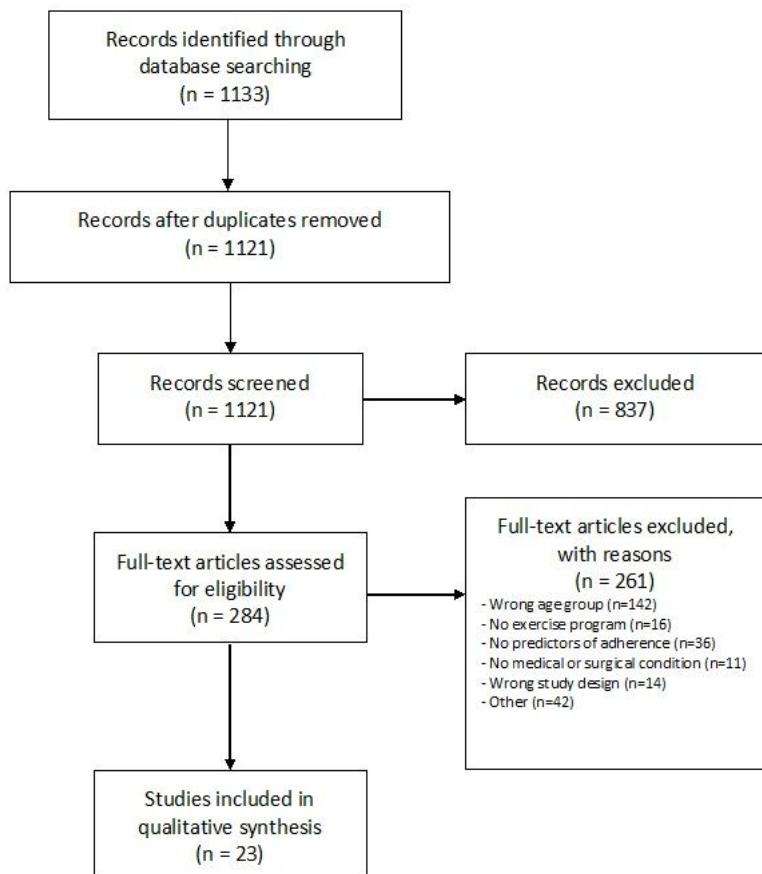 Records identified through
database searching
(n = 1133)
Records after duplicates removed
(n = 1121)
Records screened
(n = 1121)
Records excluded
(n = 837)
Full-text articles assessed
for eligibility
(n = 284)
Full-text articles excluded,
with reasons
(n = 261)
- Wrong age group (n=142)
- No exercise program (n=16)
- No predictors of adherence (n=36)
- No medical or surgical condition (n=11)
- Wrong study design (n=14)
- Other (n=42)
Studies included in
qualitative synthesis
(n = 23)